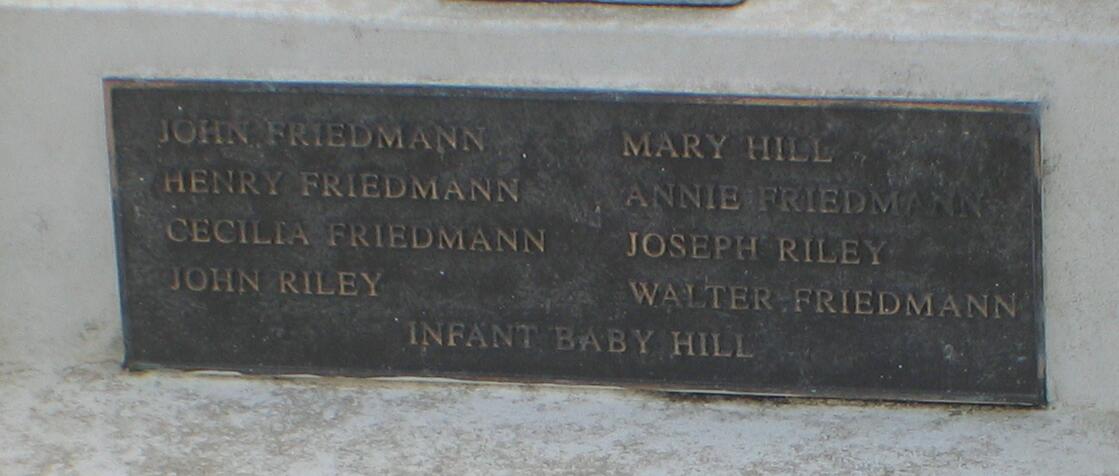 JOHN FRIEDMANN
HENRY FRIEDMANN
CECILIA FRIEDMANN
JOHN RILEY
MARY HILL
ANNIE FRIEDMANN
JOSEPH RILEY
WALTER FRIEDMANN
INFANT BABY HILL